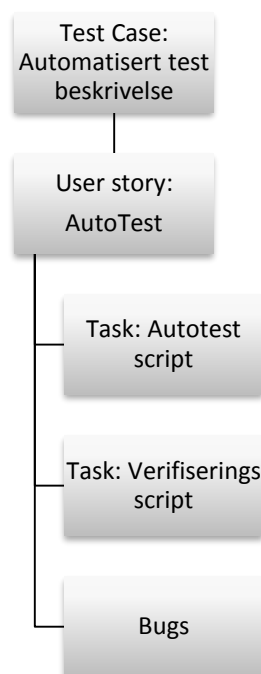 Test Case:
Automatisert test
beskrivelse
User story:
AutoTest
Task: Autotest
script
Task: Verifiserings
script
Bugs